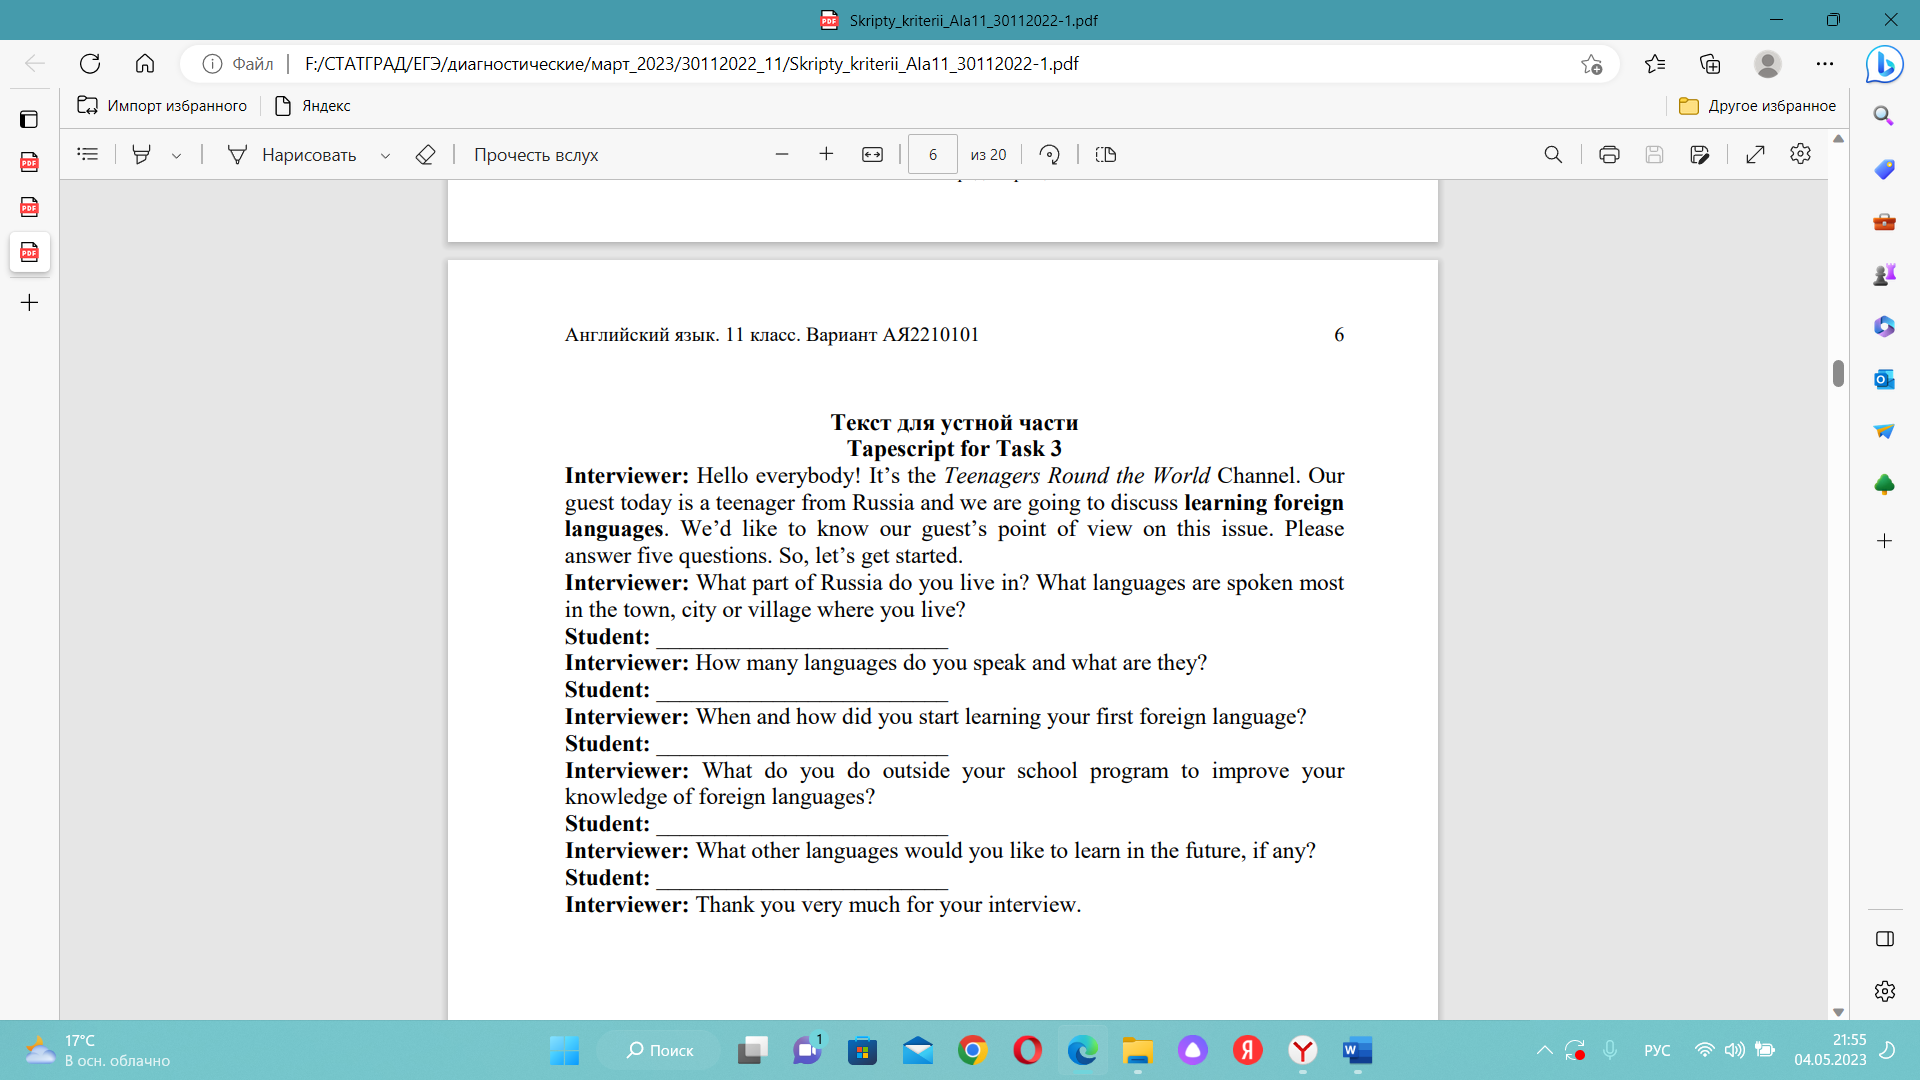 Skripty_kriterii_Ala11_30112022-1.pdf
Файл
F:/СТАТГРАД/ЕГЭ/диагностические/март_2023/30112022_11/Skripty_kriterii_Ala11_30112022-1.pdf
Импорт избранного
Яндекс
Другое избранное
Нарисовать
Прочесть вслух
6
из 20
Английский язык. 11 класс. Вариант АЯ2210101 6
Текст для устной части
Tapescript for Task 3
Interviewer: Hello everybody! It’s the Teenagers Round the World Channel. Our
guest today is a teenager from Russia and we are going to discuss learning foreign
languages. We’d like to know our guest’s point of view on this issue. Please
answer five questions. So, let’s get started.
Interviewer: What part of Russia do you live in? What languages are spoken most
in the town, city or village where you live?
Student: _________________________
Interviewer: How many languages do you speak and what are they?
Student: _________________________
Interviewer: When and how did you start learning your first foreign language?
Student: _________________________
Interviewer: What do you do outside your school program to improve your
knowledge of foreign languages?
Student: _________________________
Interviewer: What other languages would you like to learn in the future, if any?
Student: _________________________
Interviewer: Thank you very much for your interview.
17°C
В осн. облачно
Поиск
1
РУС
21:55
04.05.2023